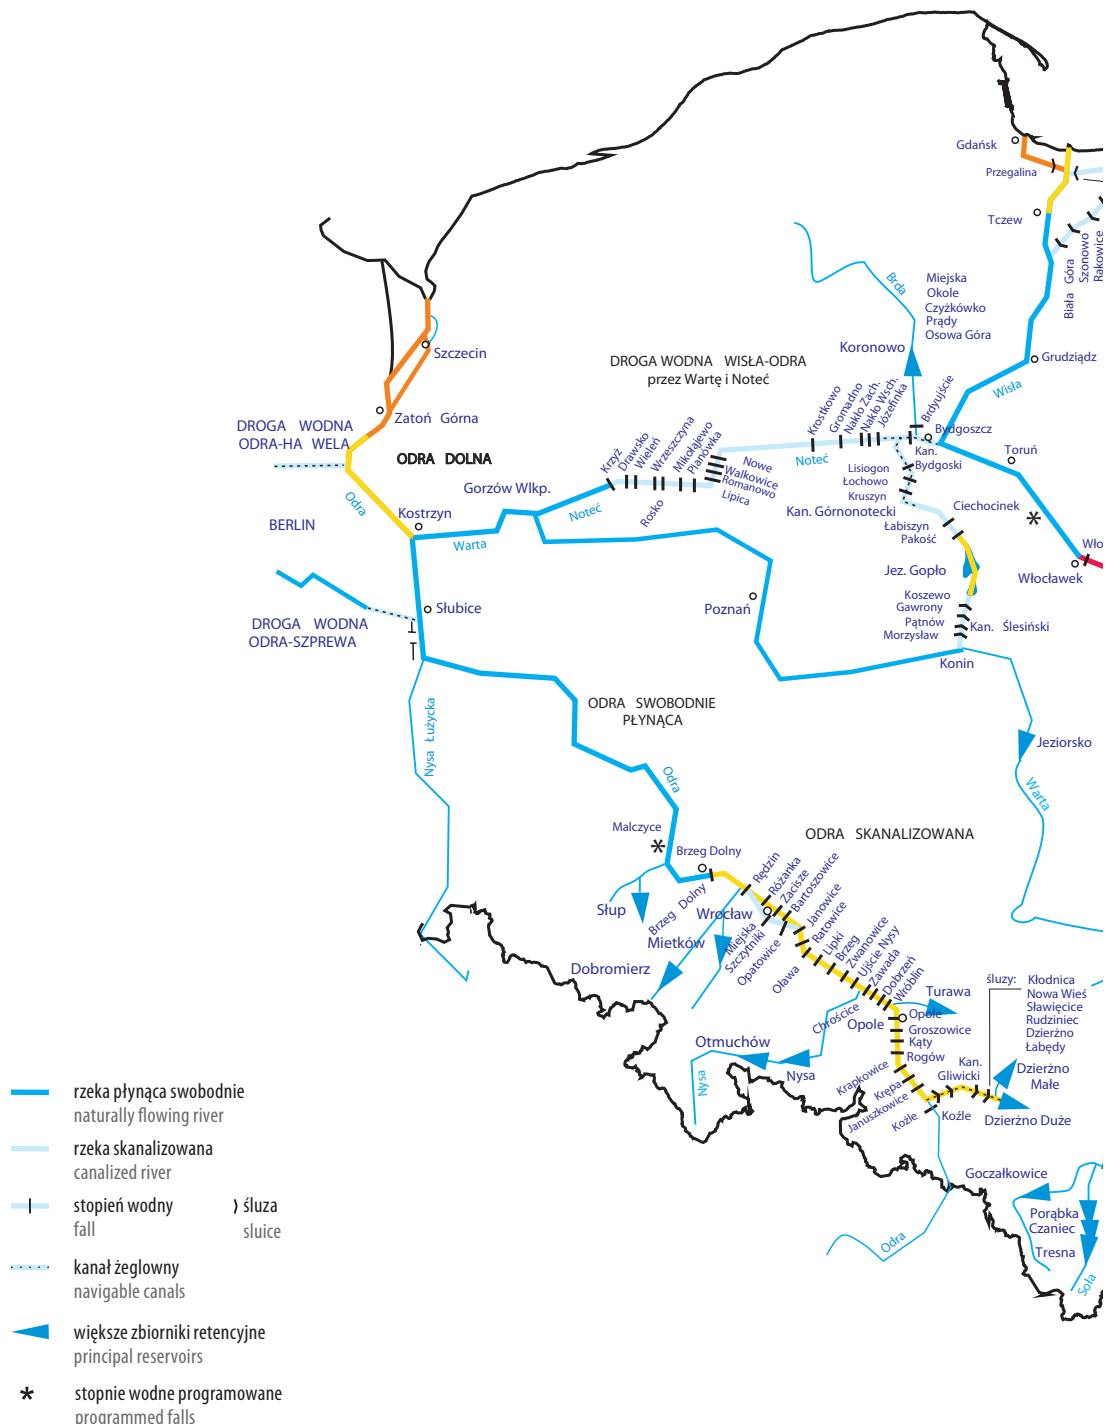 Gdańsk
Przegalina
Tczew
Biała Góra
Szonowo
Rakowice
Brda
Miejska
Okole
Czyżkówko
Prądy
Osowa Góra
Koronowo
Grudziądz
Wisła
Szczecin
DROGA WODNA WISŁA-ODRA
przez Wartę i Noteć
Zatoń Górna
DROGA WODNA
ODRA-HA WELA
ODRA DOLNA
Krzyż
Drawsko
Wieleń
Wrzeszczyna
Mikołajewo
Pianówka
Rosko
Nowe
Walkowice
Romanowo
Lipica
Krostkowo
Gromadno
Nakło Zach.
Nakło Wsch.
Józefinka
Brdyujście
Bydgoszcz
Noteć
Kan.
Bydgoski
Toruń
Lisiogon
Łochowo
Kruszyn
Kan. Górnonotecki
Ciechocinek
Łabiszyn
Pakość
Gorzów Wlkp.
Noteć
Odra
Kostrzyn
Warta
BERLIN
Wło
Włocławek
Jez. Gopło
Koszewo
Gawrony
Pątnów
Morzysław
Kan. Ślesiński
Konin
Poznań
Słubice
DROGA WODNA
ODRA-SZPREWA
Nysa Łużycka
ODRA SWOBODNIE
PŁYNĄCA
Jeziorsko
Warta
Odra
Malczyce
ODRA SKANALIZOWANA
Brzeg Dolny
Brzeg Dolny
Rędzin
Różanka
Zacisze
Bartoszowice
Janowice
Ratowice
Lipki
Brzeg
Zwanowice
Ujście Nysy
Zawada
Dobrzeń
Wróblin
Słup
Wrocław
Mietków
Miejska
Szczytniki
Opatowice
Oława
Dobromierz
Chrościce
Turawa
Opole
Opole
Groszowice
Kąty
Rogów
śluzy:
Kłodnica
Nowa Wieś
Sławięcice
Rudziniec
Dzierżno
Łabędy
Otmuchów
Nysa
Nysa
Krapkowice
Krępa
Januszkowice
Koźle
Koźle
Kan.
Gliwicki
Dzierżno
Małe
Dzierżno Duże
Goczałkowice
Porąbka
Czaniec
Tresna
Soła
Odra
rzeka płynąca swobodnie
naturally flowing river
rzeka skanalizowana
canalized river
stopień wodny
fall
śluza
sluice
kanał żeglowny
navigable canals
większe zbiorniki retencyjne
principal reservoirs
stopnie wodne programowane
programmed falls